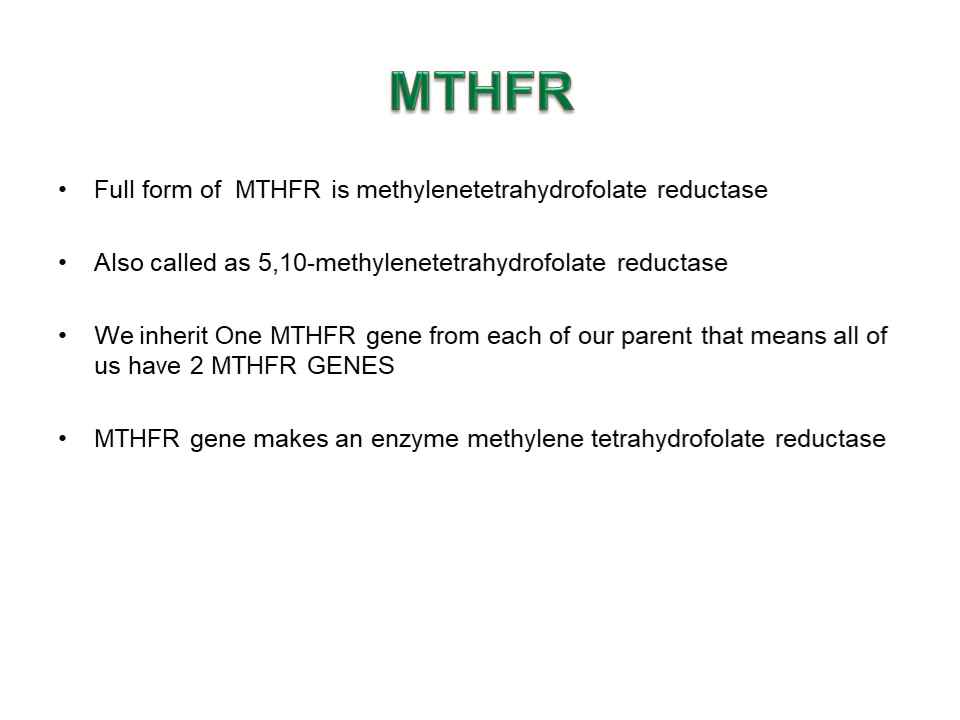 MTHFR
• Full form of MTHFR is methylenetetrahydrofolate reductase
• Also called as 5,10-methylenetetrahydrofolate reductase
• We inherit One MTHFR gene from each of our parent that means all of
us have 2 MTHFR GENES
• MTHFR gene makes an enzyme methylene tetrahydrofolate reductase